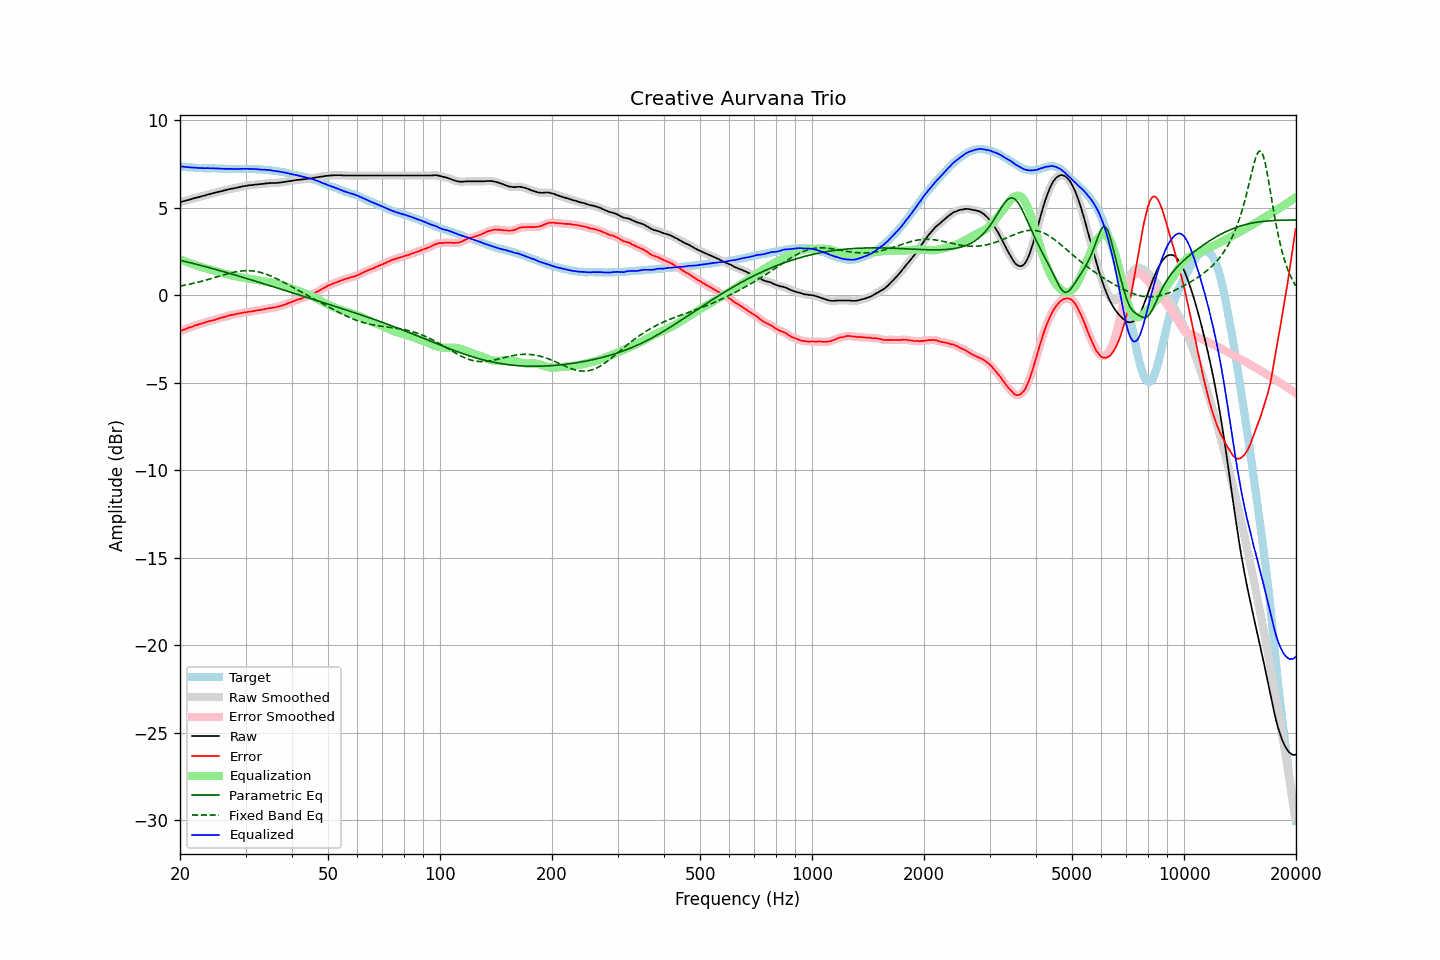 Creative Aurvana Trio
10
5
0
−5
−10
−15
−20
−25
−30
Amplitude (dBr)
Target
Raw Smoothed
Error Smoothed
Raw
Error
Equalization
Parametric Eq
Fixed Band Eq
Equalized
20 50 100 200 500 1000 2000 5000 10000 20000
Frequency (Hz)